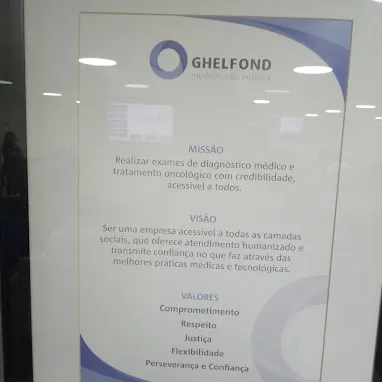 GHELFOND
MISSÃO
Realizar exames de diagnóstico médico e
tratamento oncológico com credibilidade,
acessível a todos.
VISÃO
Ser uma empresa acessível a todas as camadas
sociais, que oferece atendimento humanizado e
transmite confiança no que faz através das
melhores práticas médicas e tecnológicas.
VALORES
Comprometimento
Respeito
Justiça
Flexibilidade
Perseverança e Confiança